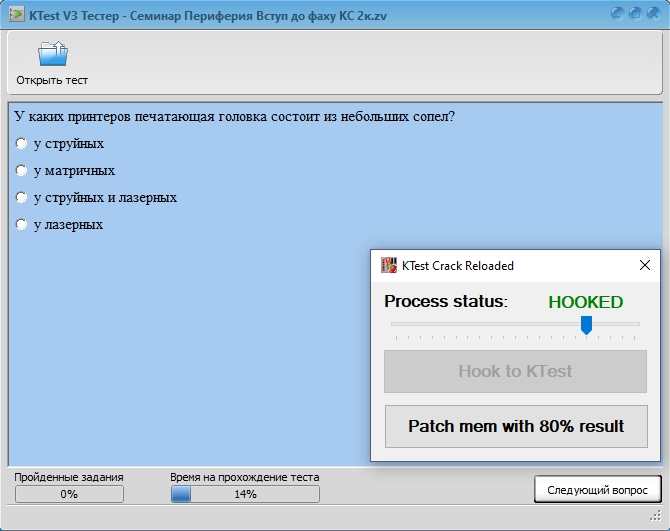 KTest V3 Тестер - Семинар Периферия Вступ до фаху КС 2к.zv
Открыть тест
У каких принтеров печатающая головка состоит из небольших сопел?
у струйных
у матричных
у струйных и лазерных
у лазерных
KTest Crack Reloaded
Process status: HOOKED
Hook to KTest
Patch mem with 80% result
Пройденные задания
0%
Время на прохождение теста
14%
Следующий вопрос